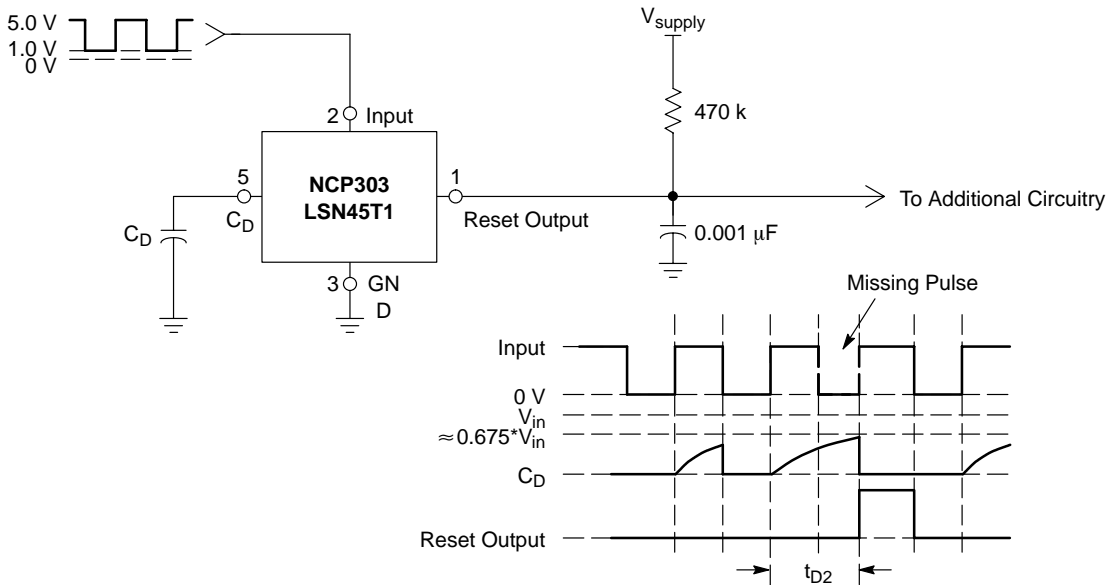 5.0 V
1.0 V
0 V
Vsupply
470 k
2 Input
5
CD
NCP303
LSN45T1
1
Reset Output
To Additional Circuitry
CD
0.001 μF
3 GN
D
Missing Pulse
Input
0 V
Vin
≈0.675*Vin
CD
Reset Output
tD2